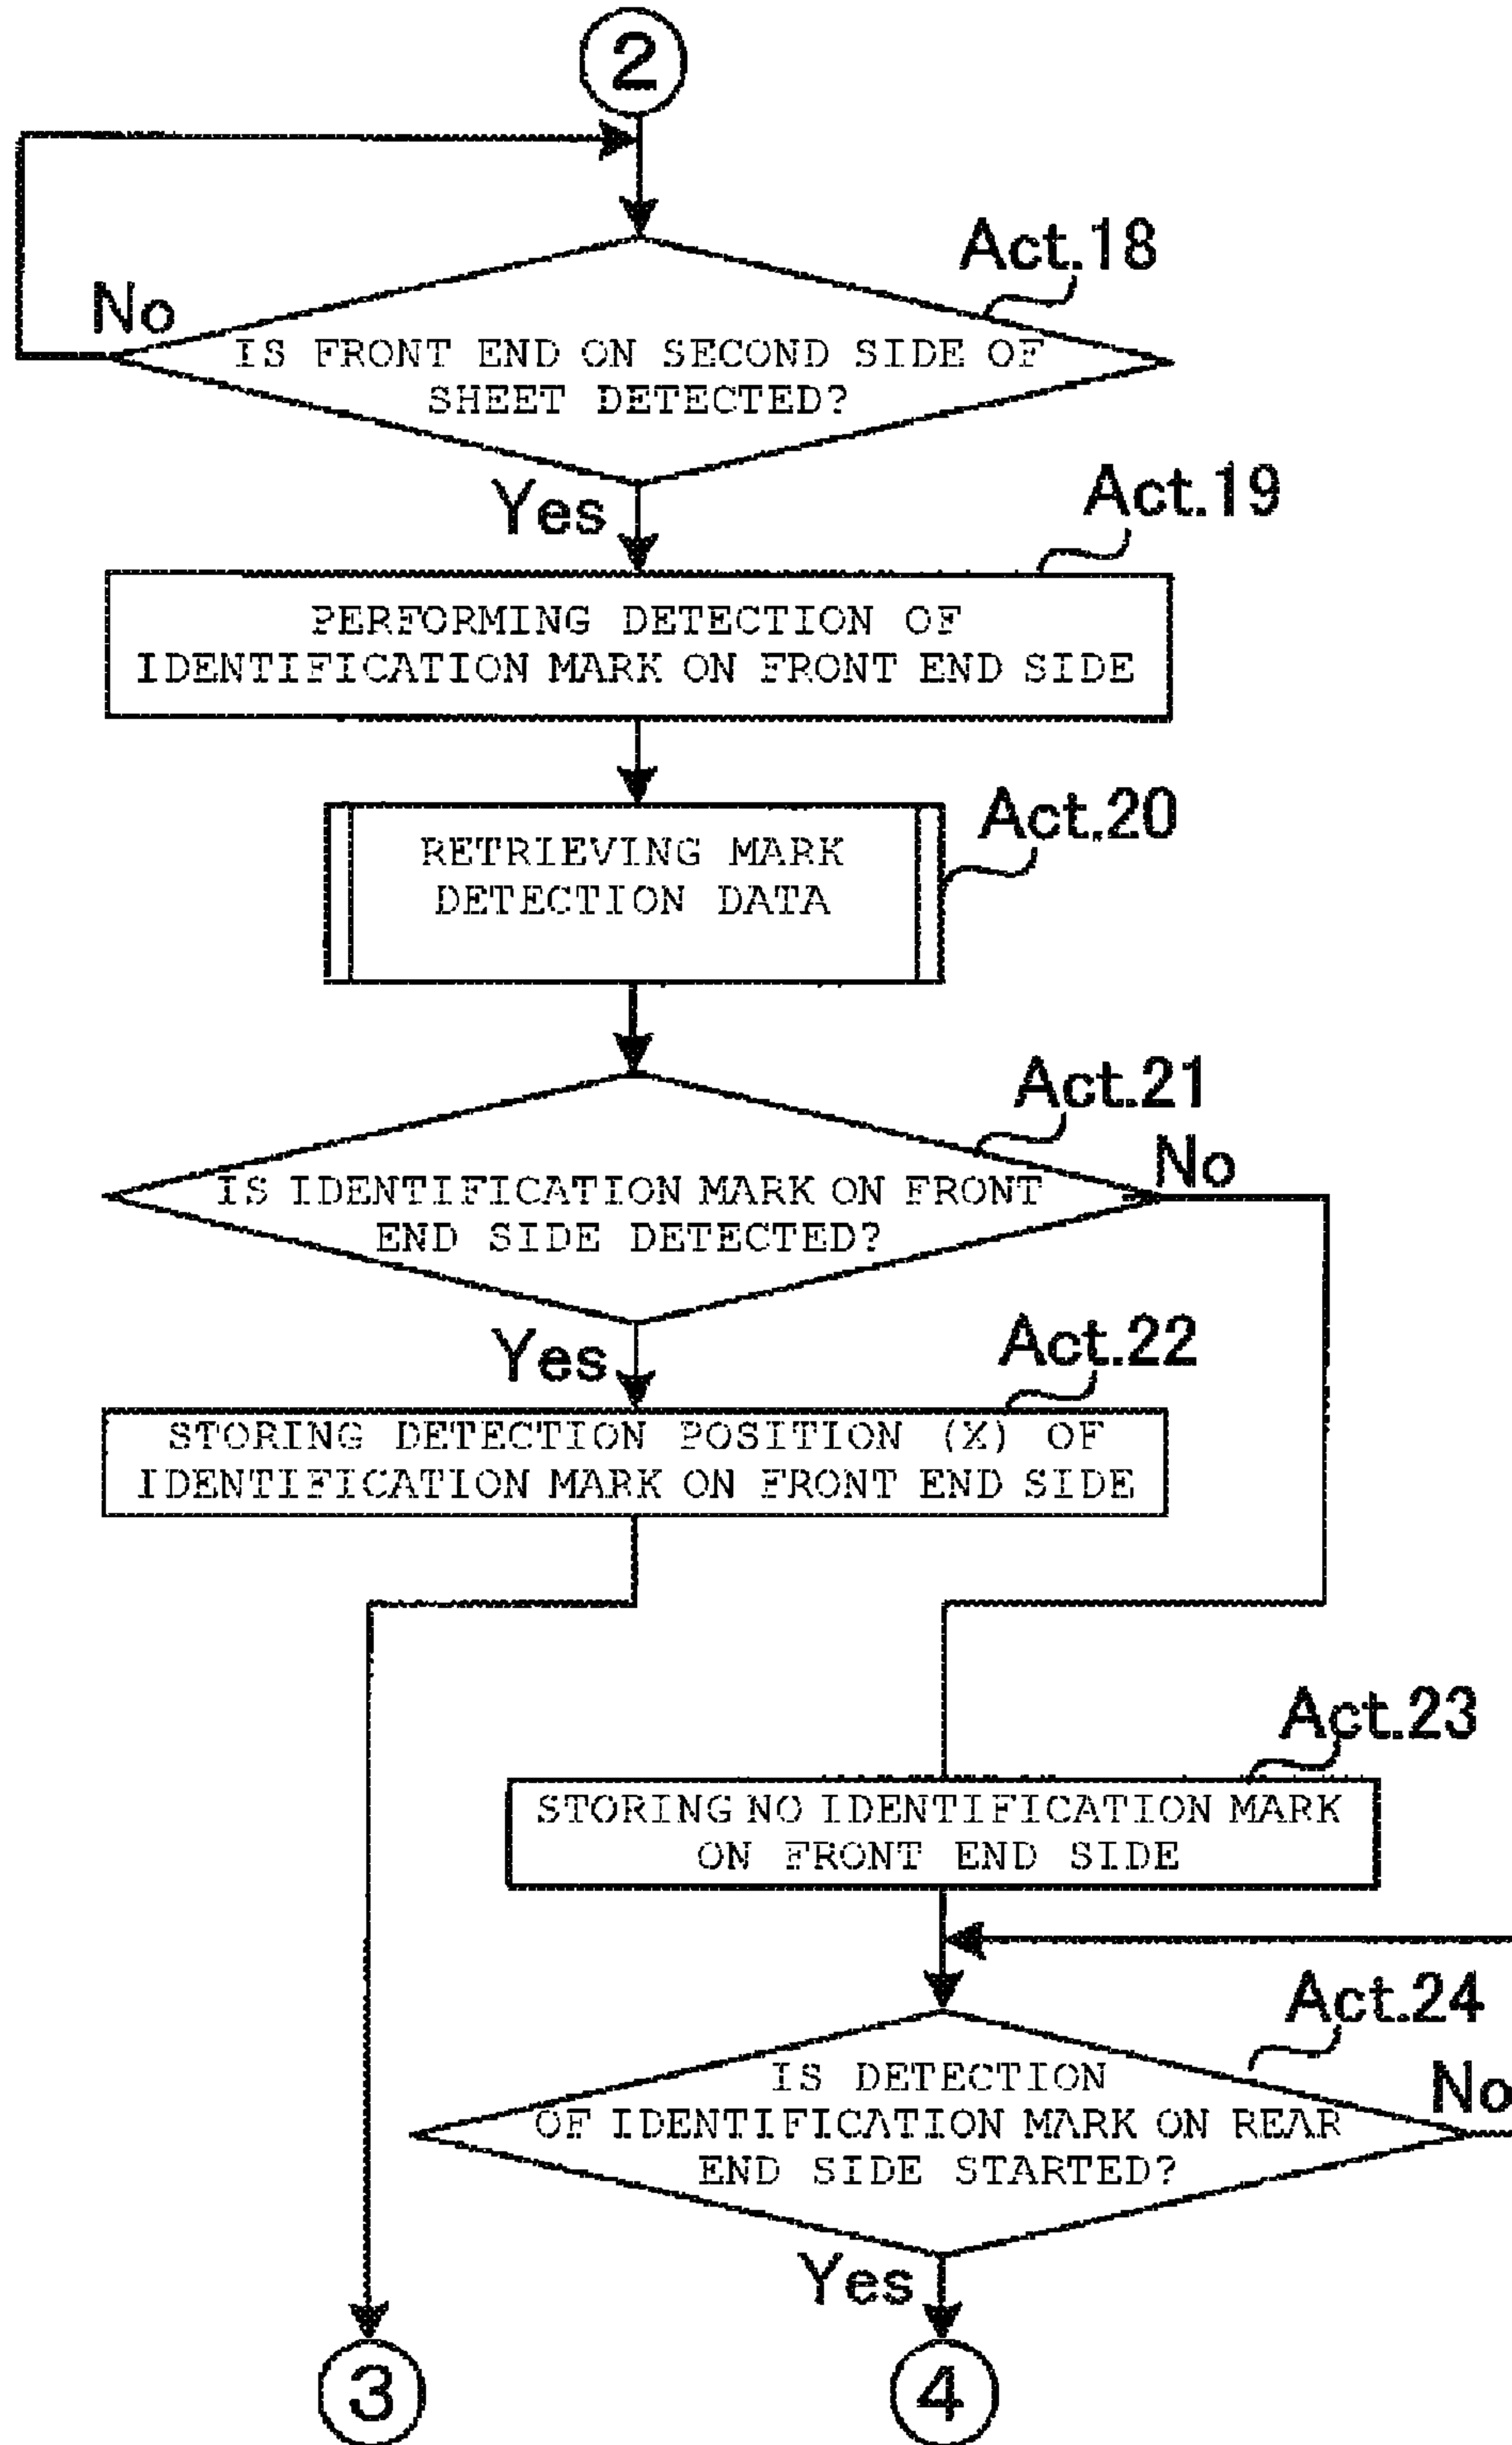 2
Act.18
No
IS FRONT END ON SECOND SIDE OF
SHEET DETECTED?
Yes
Act.19
PERFORMING DETECTION OF
IDENTIFICATION MARK ON FRONT END SIDE
Act.20
RETRIEVING MARK
DETECTION DATA
Act.21
No
IS IDENTIFICATION MARK ON FRONT
END SIDE DETECTED?
Yes
Act.22
STORING DETECTION POSITION (X) OF
IDENTIFICATION MARK ON FRONT END SIDE
Act.23
STORING NO IDENTIFICATION MARK
ON FRONT END SIDE
Act.24
No
IS DETECTION
OF IDENTIFICATION MARK ON REAR
END SIDE STARTED?
Yes
3
4